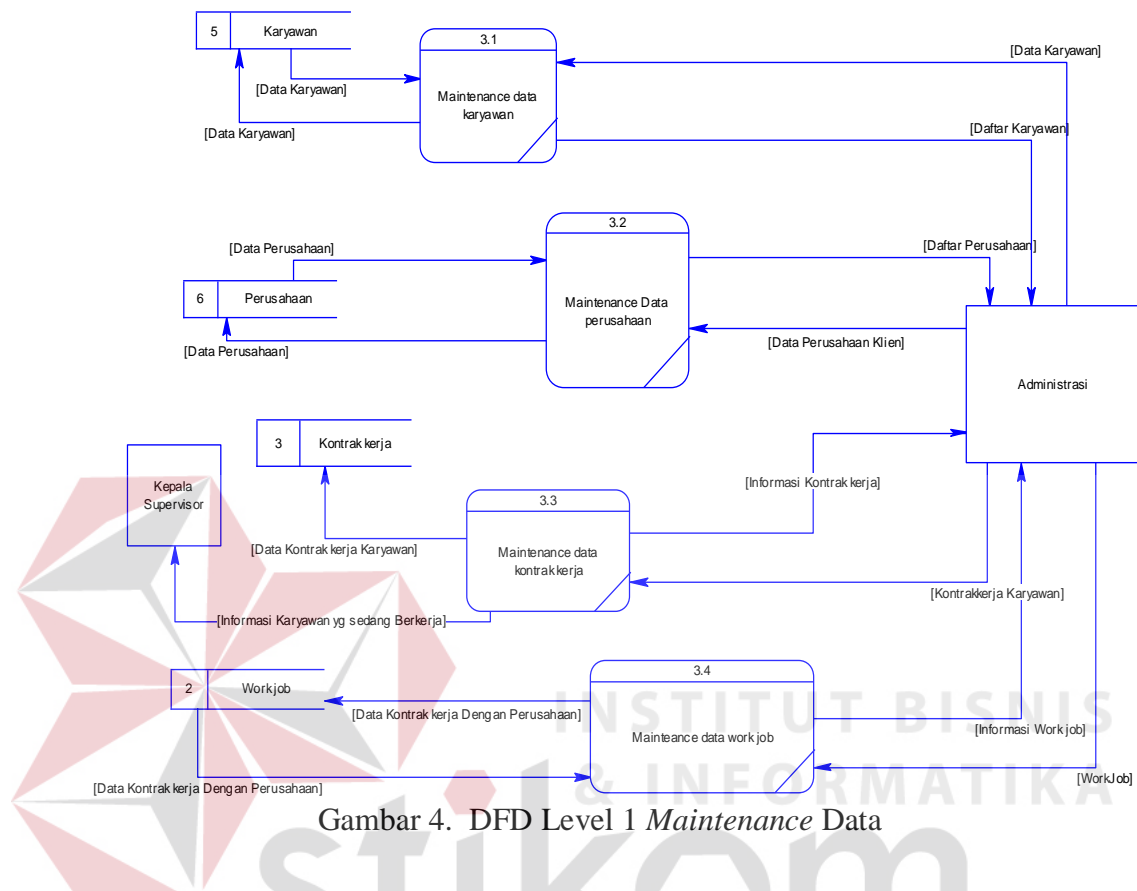 5
Karyawan
3.1
[Data Karyawan]
[Data Karyawan]
Maintenance data
karyawan
[Data Karyawan]
[Daftar Karyawan]
3.2
[Data Perusahaan]
[Daftar Perusahaan]
6
Perusahaan
Maintenance Data
perusahaan
[Data Perusahaan]
[Data Perusahaan Klien]
Administrasi
3
Kontrak kerja
Kepala
Supervisor
[Informasi Kontrak kerja]
3.3
[Data Kontrak kerja Karyawan]
Maintenance data
kontrak kerja
[Kontrakkerja Karyawan]
[Informasi Karyawan yg sedang Berkerja]
3.4
2
Work job
[Data Kontrak kerja Dengan Perusahaan]
Mainteance data work job
[Informasi Work job]
[Data Kontrak kerja Dengan Perusahaan]
[WorkJob]
INSTITUT BISNIS
& INFORMATIKA
Gambar 4. DFD Level 1 Maintenance Data
stikom